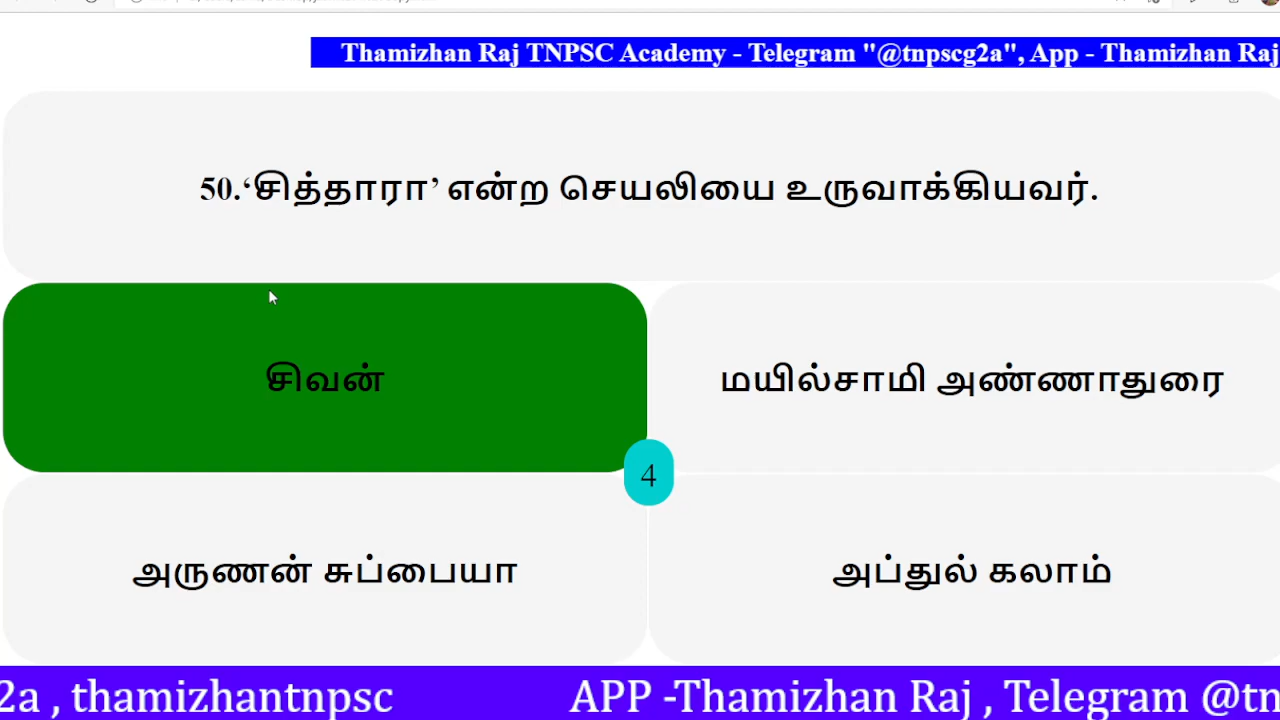 Thamizhan Raj TNPSC Academy - Telegram "@tnpscg2a", App - Thamizhan Raj
50.‘சித்தாரா’ என்ற செயலியை உருவாக்கியவர்.
சிவன்
மயில்சாமி அண்ணாதுரை
4
அருணன் சுப்பையா
அப்துல் கலாம்
2a , thamizhantnpsc APP -Thamizhan Raj , Telegram @tn